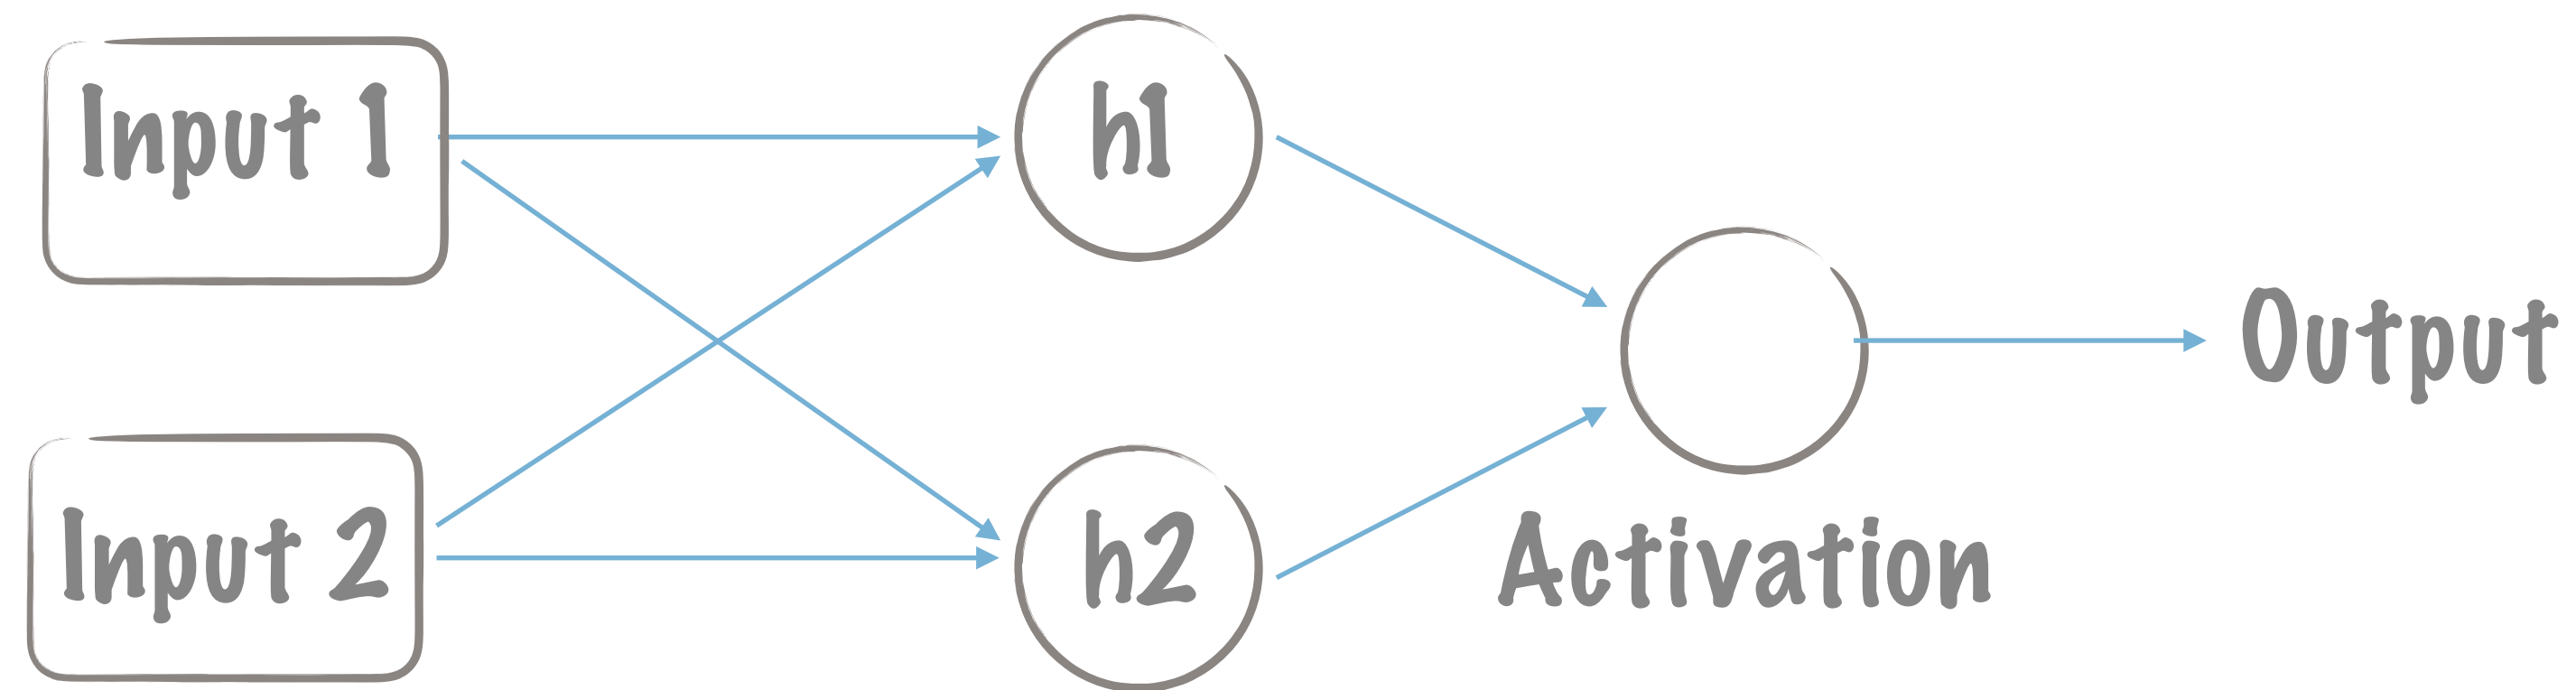 Input 1
h1
Output
Input 2
h2
Activation